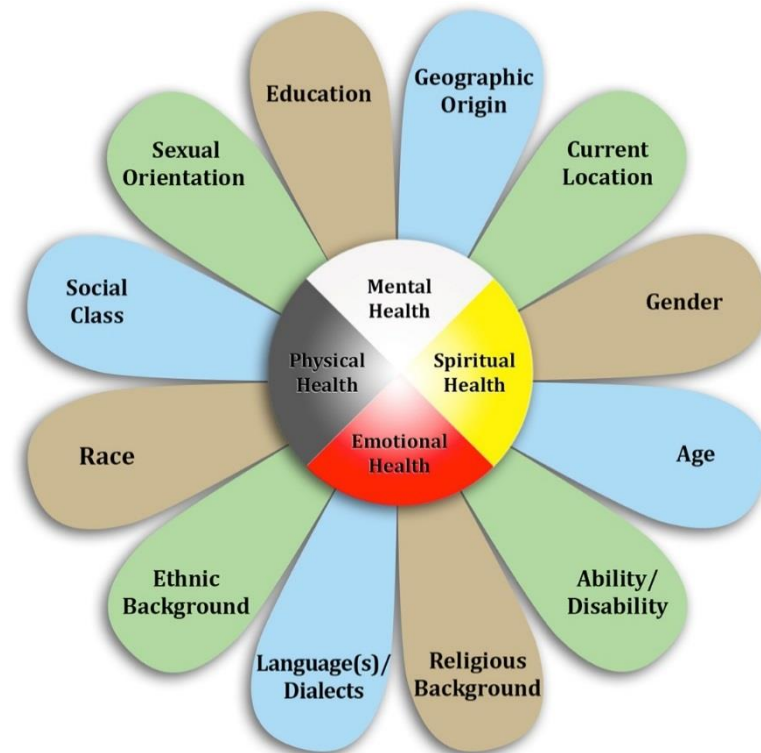 Education
Geographic
Origin
Current
Location
Gender
Age
Ability/
Disability
Religious
Background
Language(s)/
Dialects
Ethnic
Background
Race
Social
Class
Sexual
Orientation
Mental
Health
Spiritual
Health
Emotional
Health
Physical
Health